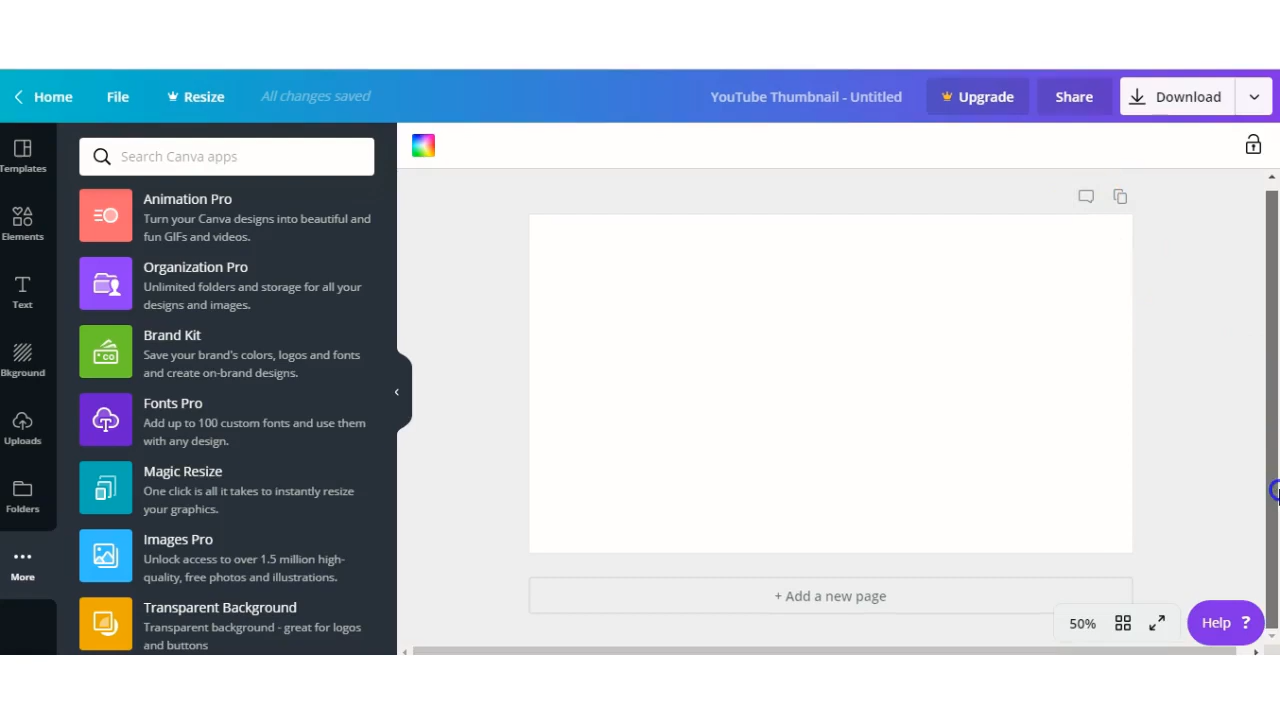 Home
File
Resize
All changes saved
YouTube Thumbnail - Untitled
Upgrade
Share
Download
Templates
Elements
Text
Bkground
Uploads
Folders
More
Search Canva apps
Animation Pro
Turn your Canva designs into beautiful and
fun GIFs and videos.
Organization Pro
Unlimited folders and storage for all your
designs and images.
CO
Brand Kit
Save your brand's colors, logos and fonts
and create on-brand designs.
Fonts Pro
Add up to 100 custom fonts and use them
with any design.
Magic Resize
One click is all it takes to instantly resize
your graphics.
Images Pro
Unlock access to over 1.5 million high-
quality, free photos and illustrations.
Transparent Background
Transparent background - great for logos
and buttons
+ Add a new page
50%
Help ?